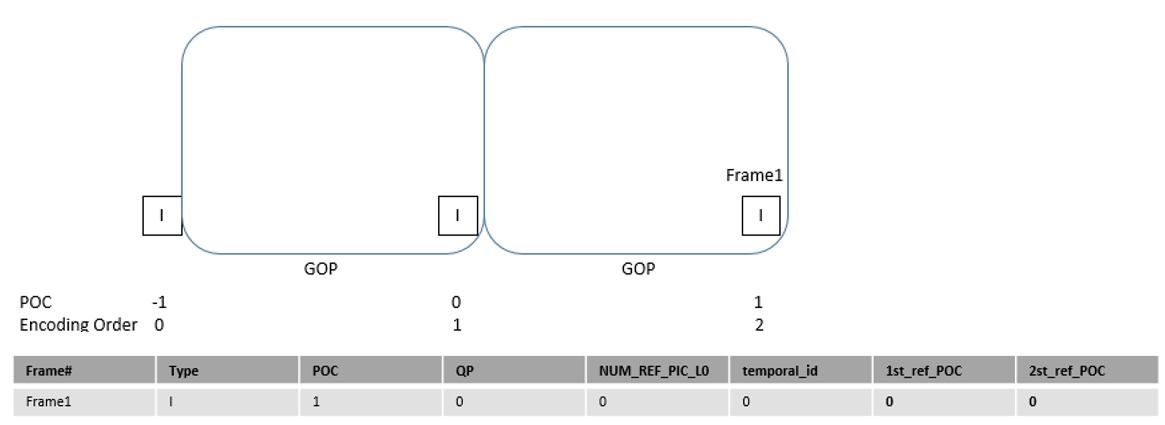 Frame1
I I I
GOP GOP
POC -1 0 1
Encoding Order 0 1 2
Frame# Type POC QP NUM_REF_PIC_L0 temporal_id 1st_ref_POC 2st_ref_POC
Frame1 I 1 0 0 0 0 0